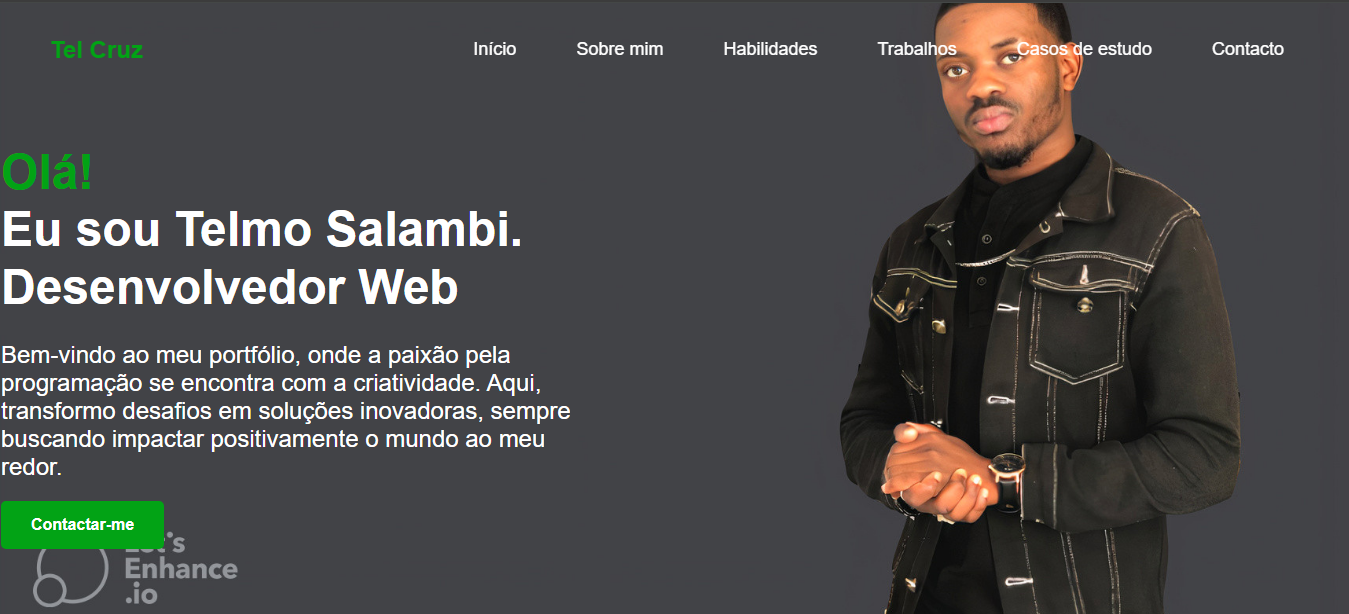 Tel Cruz
Início
Sobre mim
Habilidades
Trabalhos
Casos de estudo
Contacto
Olá!
Eu sou Telmo Salambi.
Desenvolvedor Web
Bem-vindo ao meu portfólio, onde a paixão pela
programação se encontra com a criatividade. Aqui,
transformo desafios em soluções inovadoras, sempre
buscando impactar positivamente o mundo ao meu
redor.
Contactar-me
Let's
Enhance
.io